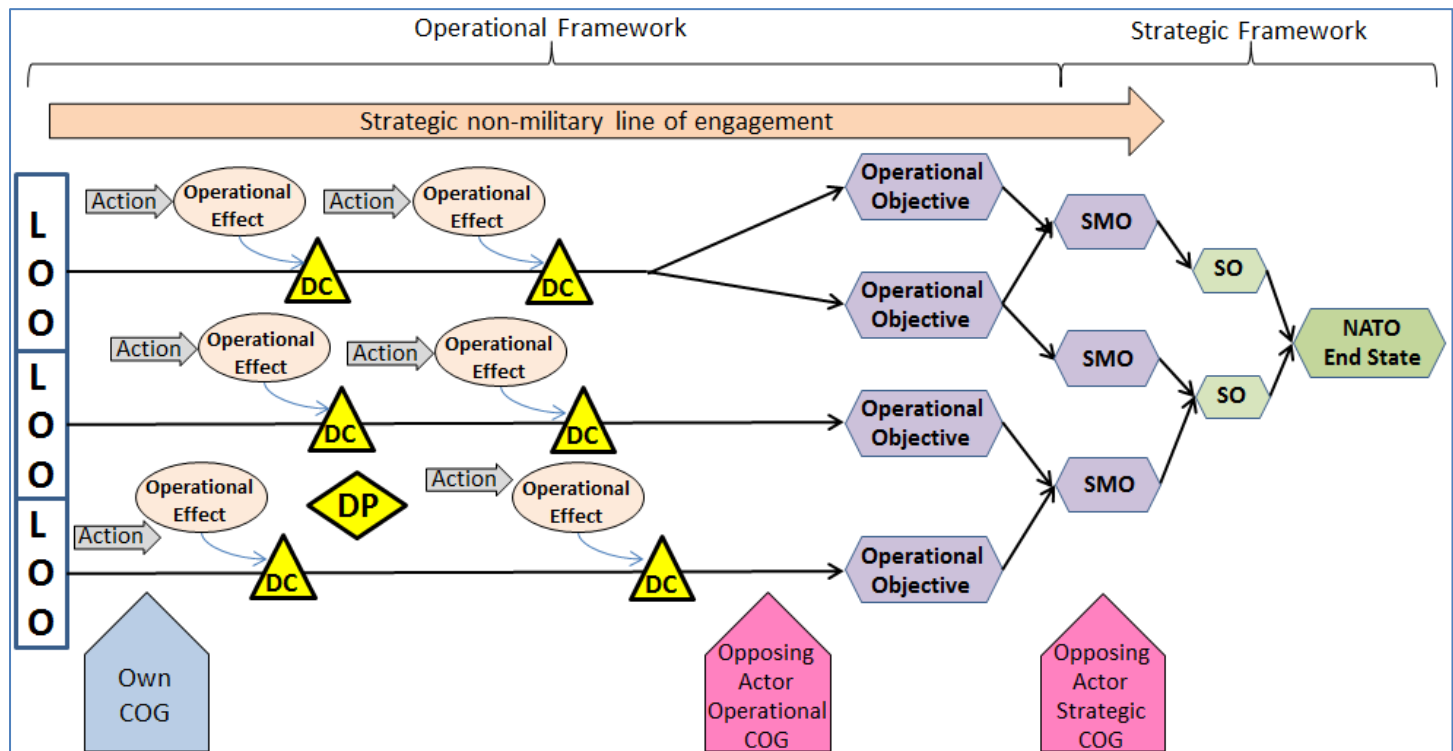 Operational Framework
Strategic Framework
Strategic non-military line of engagement
L
O
O
Action
Operational
Effect
DC
Action
Operational
Effect
DC
Operational
Objective
Operational
Objective
SMO
SMO
SO
NATO
End State
L
O
O
Action
Operational
Effect
DC
Action
Operational
Effect
DC
Operational
Objective
SMO
SO
L
O
O
Action
Operational
Effect
DC
DP
Action
Operational
Effect
DC
Operational
Objective
Own
COG
Opposing
Actor
Operational
COG
Opposing
Actor
Strategic
COG